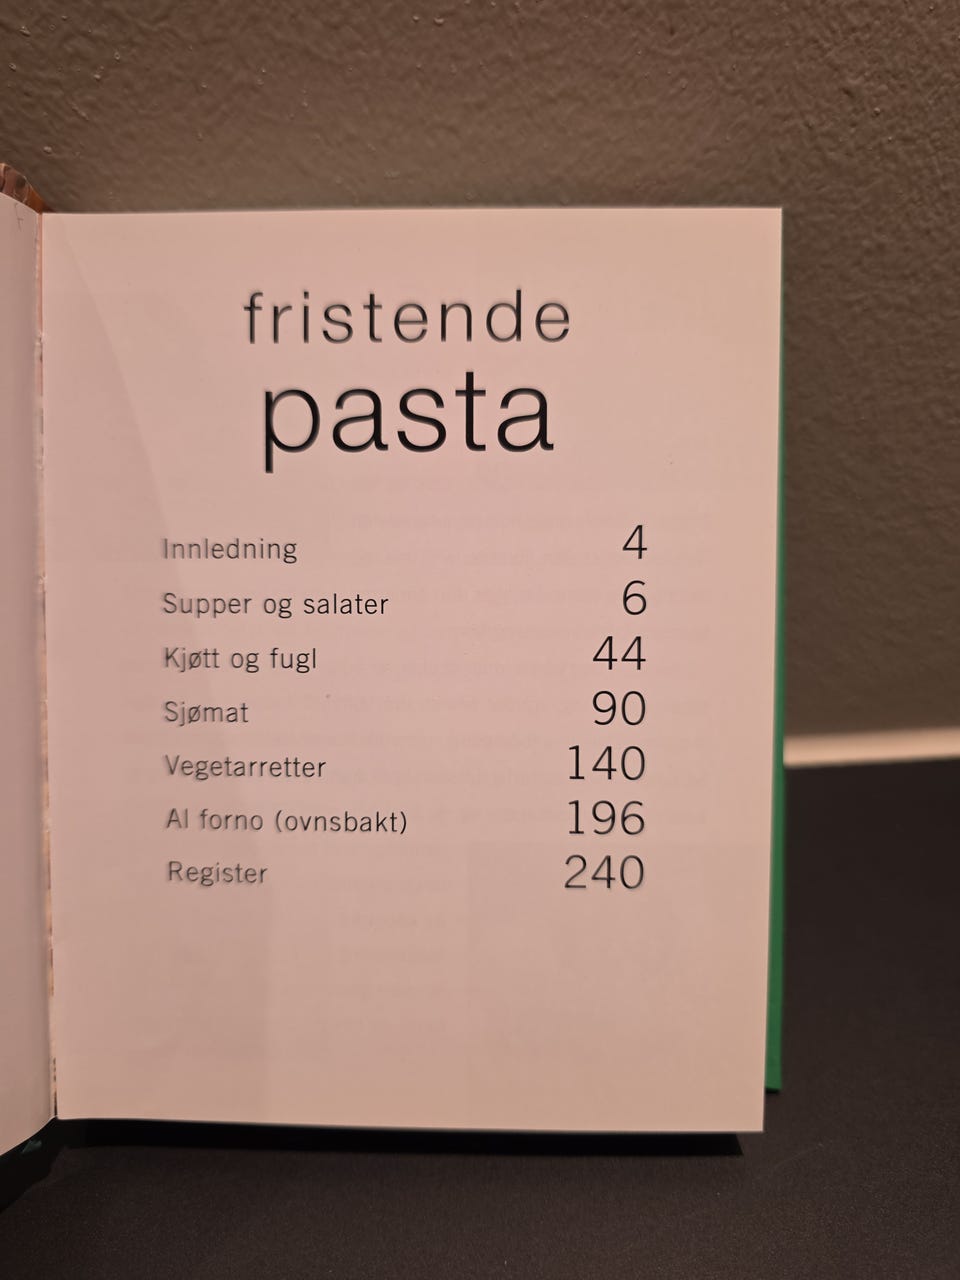 fristende
pasta
Innledning 4
Supper og salater 6
Kjøtt og fugl 44
Sjømat 90
Vegetarretter 140
Al forno (ovnsbakt) 196
Register 240